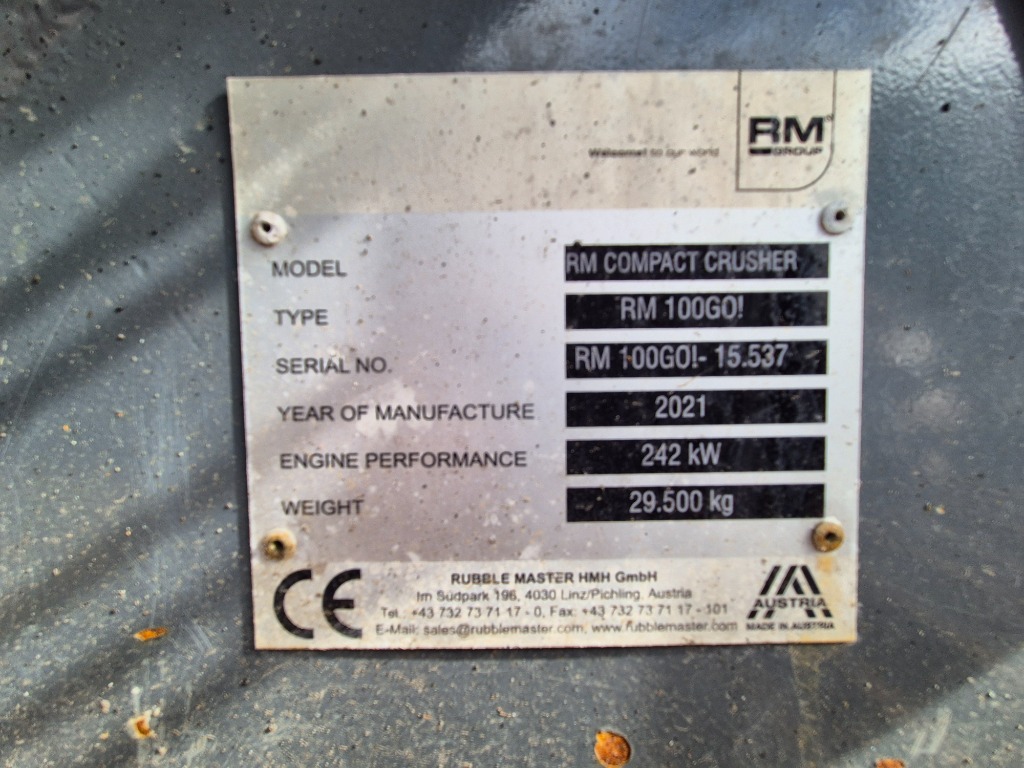 Welcome! to our world
RM®
GROUP
MODEL RM COMPACT CRUSHER
TYPE RM 100GO!
SERIAL NO. RM 100GO!- 15.537
YEAR OF MANUFACTURE 2021
ENGINE PERFORMANCE 242 kW
WEIGHT 29.500 kg
CE
RUBBLE MASTER HMH GmbH
Im Südpark 196, 4030 Linz/Pichling, Austria
Tel. +43 732 73 71 17 - 0, Fax: +43 732 73 71 17 - 101
E-Mail: sales@rubblemaster.com, www.rubblemaster.com
AUSTRIA
MADE IN AUSTRIA